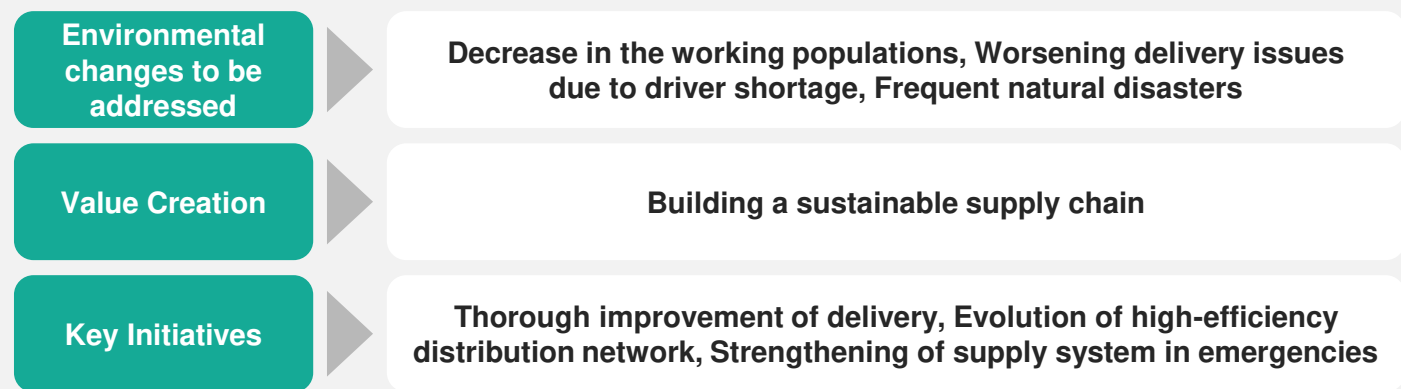 Environmental
changes to be
addressed
Decrease in the working populations, Worsening delivery issues
due to driver shortage, Frequent natural disasters
Value Creation
Building a sustainable supply chain
Key Initiatives
Thorough improvement of delivery, Evolution of high-efficiency
distribution network, Strengthening of supply system in emergencies